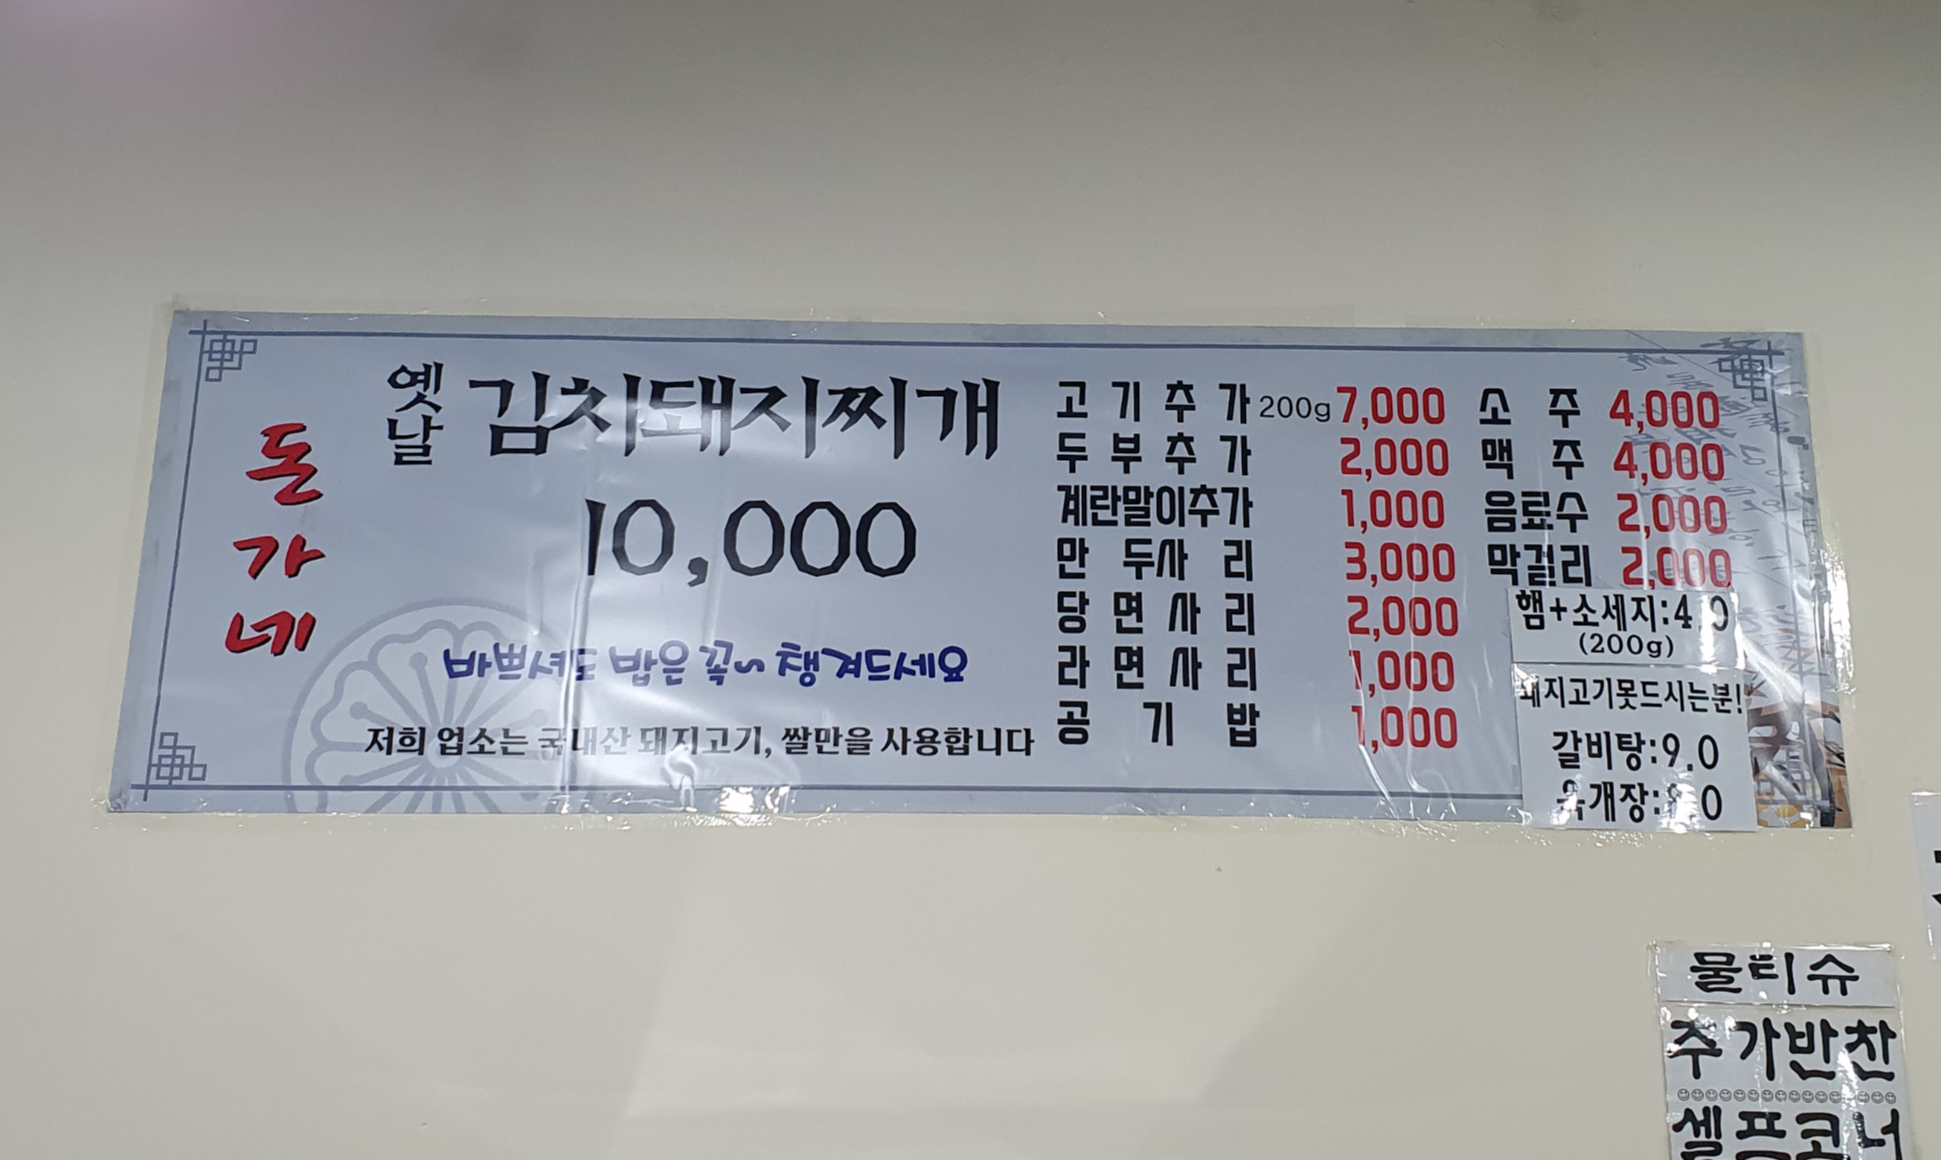 돈가네
옛날 김치돼지찌개
10,000
바쁘셔도 밥은 꼭~ 챙겨드세요
저희 업소는 국내산 돼지고기, 쌀만을 사용합니다
고기추가 200g 7,000
두부추가 2,000
계란말이추가 1,000
만두사리 3,000
당면사리 2,000
라면사리 1,000
공기밥 1,000
소주 4,000
맥주 4,000
음료수 2,000
막걸리 2,000
햄+소세지:4.0
(200g)
돼지고기못드시는분!
갈비탕:9.0
육개장:
물티슈
추가반찬
셀프코너